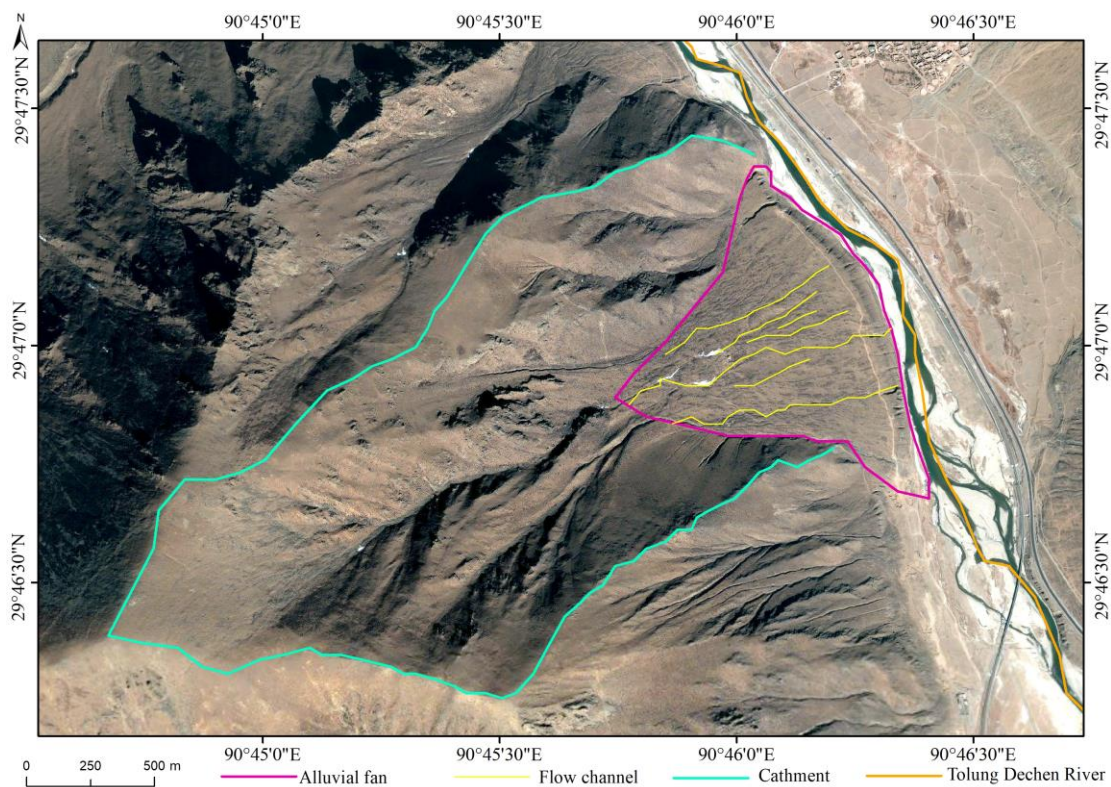 90°45'0"E 90°45'3"E 90°46'0"E 90°46'30"E
N
29°47'30"N 29°47'30"N
29°47'0"N 29°47'0"N
29°46'30"N 29°46'30"N
90°45'0"E 90°45'3"E 90°46'0"E 90°46'30"E
0 250 500 m
Alluvial fan Flow channel Cathment Tolung Dechen River